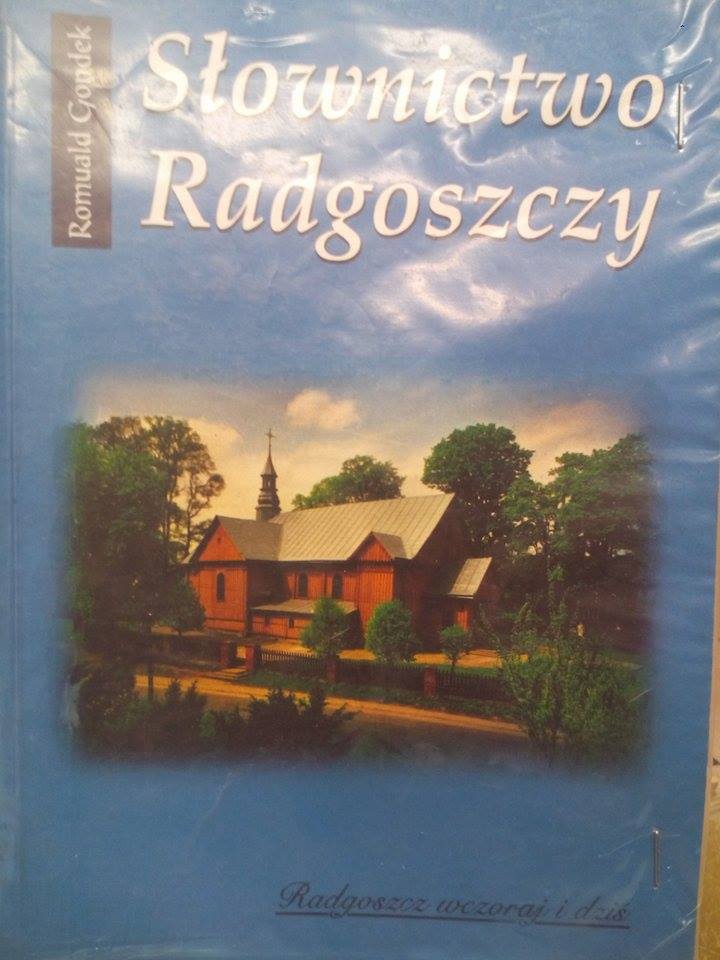 Romuald Gondek
Słownictwo
Radgoszczy
Radgoszcz wczoraj i dziś